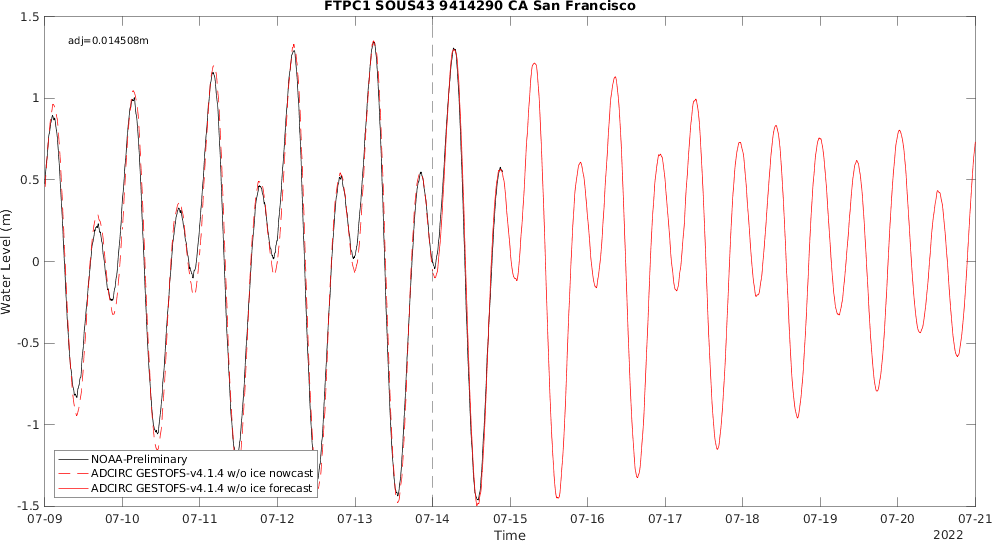 FTPC1 SOUS43 9414290 CA San Francisco
adj=0.014508m
1.5
1
0.5
0
-0.5
-1
-1.5
Water Level (m)
NOAA-Preliminary
ADCIRC GESTOFS-v4.1.4 w/o ice nowcast
ADCIRC GESTOFS-v4.1.4 w/o ice forecast
07-09 07-10 07-11 07-12 07-13 07-14 07-15 07-16 07-17 07-18 07-19 07-20 07-21
Time
2022